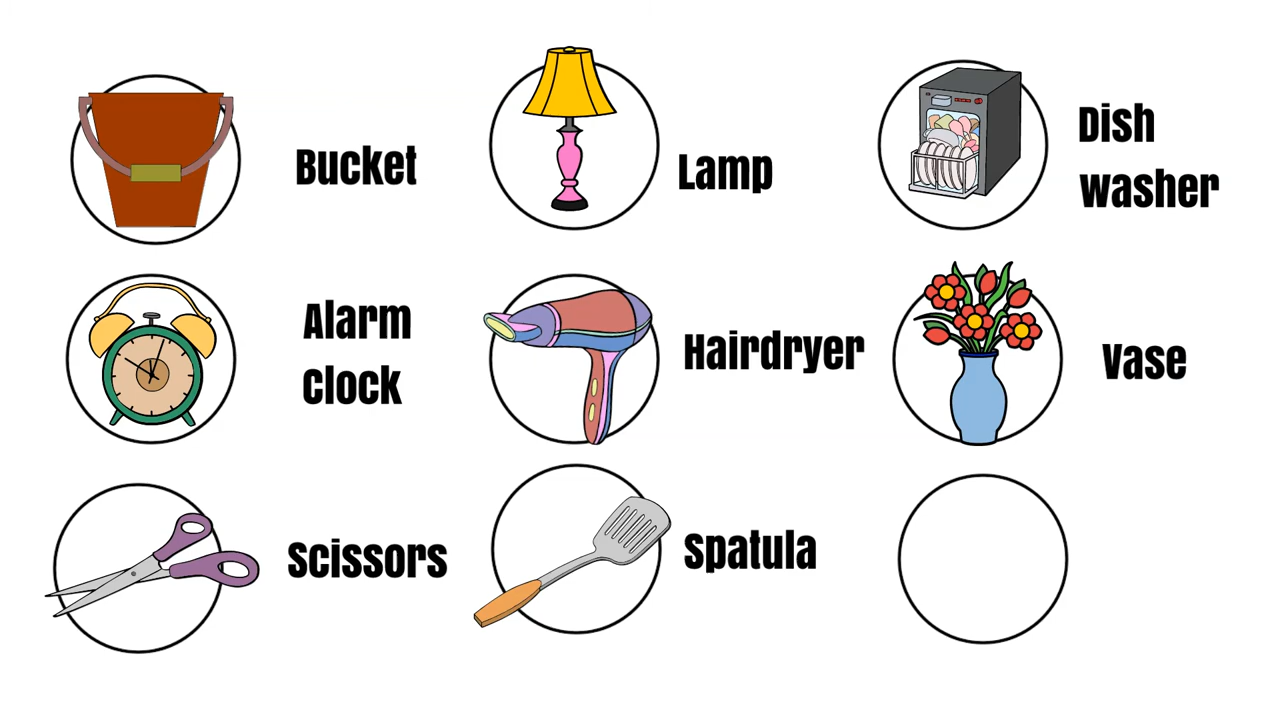 Bucket
Lamp
Dish
washer
Alarm
Clock
Hairdryer
Vase
Scissors
Spatula